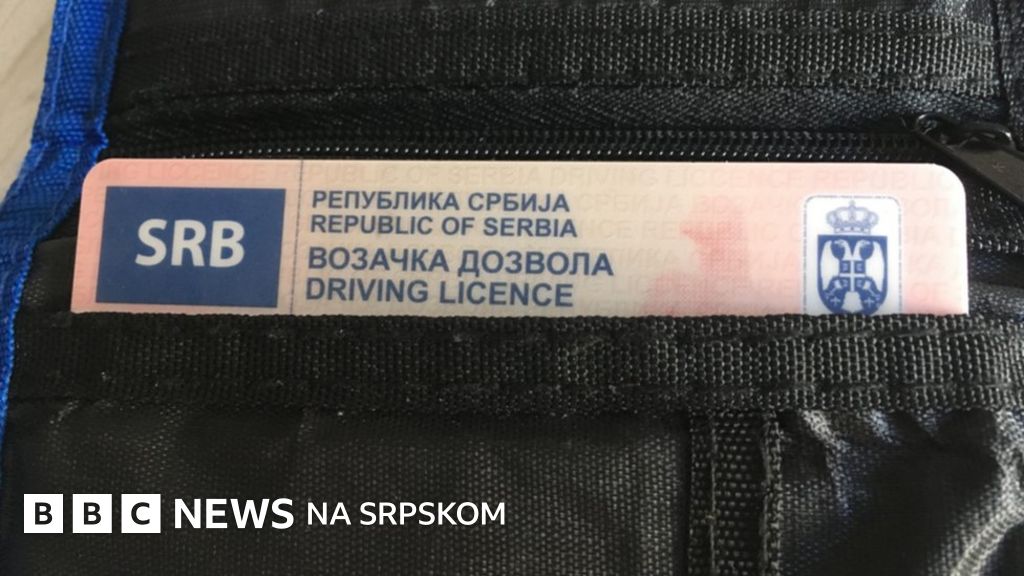 SRB
РЕПУБЛИКА СРБИЈА
REPUBLIC OF SERBIA
ВОЗАЧКА ДОЗВОЛА
DRIVING LICENCE
BBC NEWS NA SRPSKOM